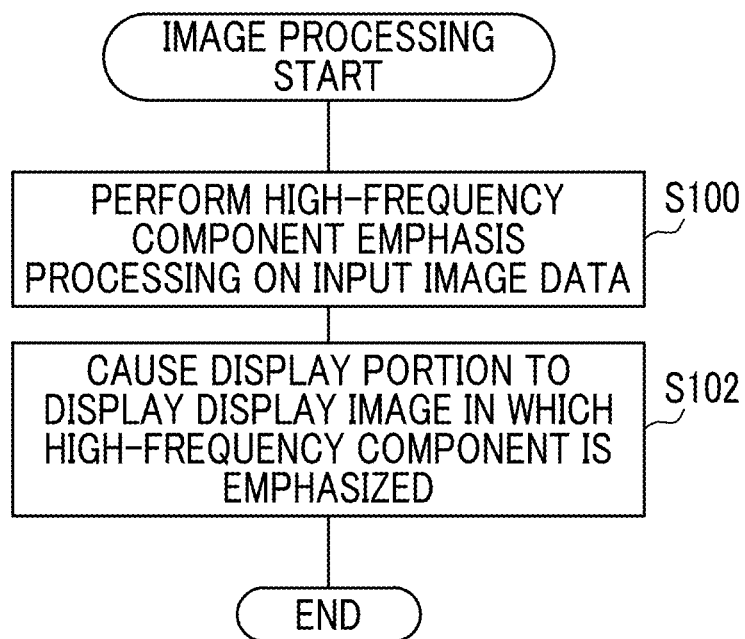 IMAGE PROCESSING
START
PERFORM HIGH-FREQUENCY
COMPONENT EMPHASIS
PROCESSING ON INPUT IMAGE DATA
S100
CAUSE DISPLAY PORTION TO
DISPLAY DISPLAY IMAGE IN WHICH
HIGH-FREQUENCY COMPONENT IS
EMPHASIZED
S102
END